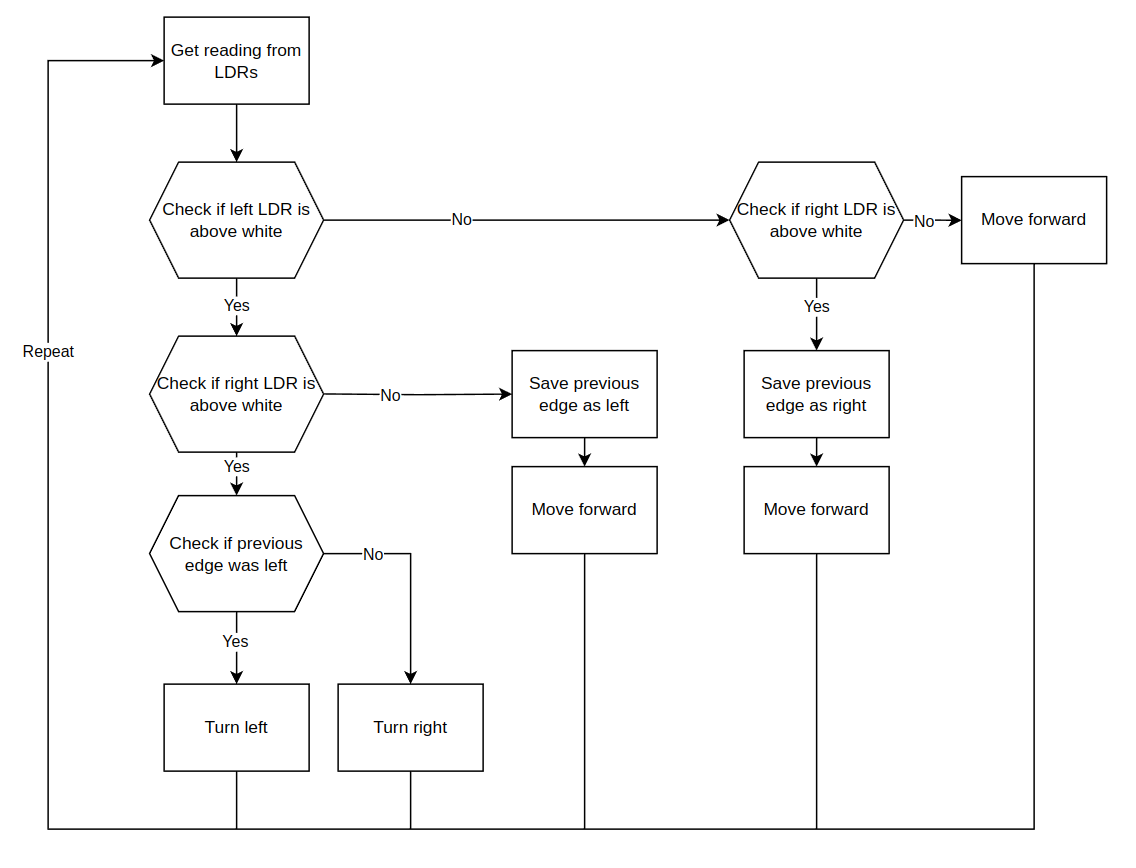 Get reading from
LDRs
Check if left LDR is
above white
No
Check if right LDR is
above white
No
Move forward
Yes
Yes
Repeat
Check if right LDR is
above white
No
Save previous
edge as left
Save previous
edge as right
Yes
Move forward
Move forward
Check if previous
edge was left
No
Yes
Turn left
Turn right